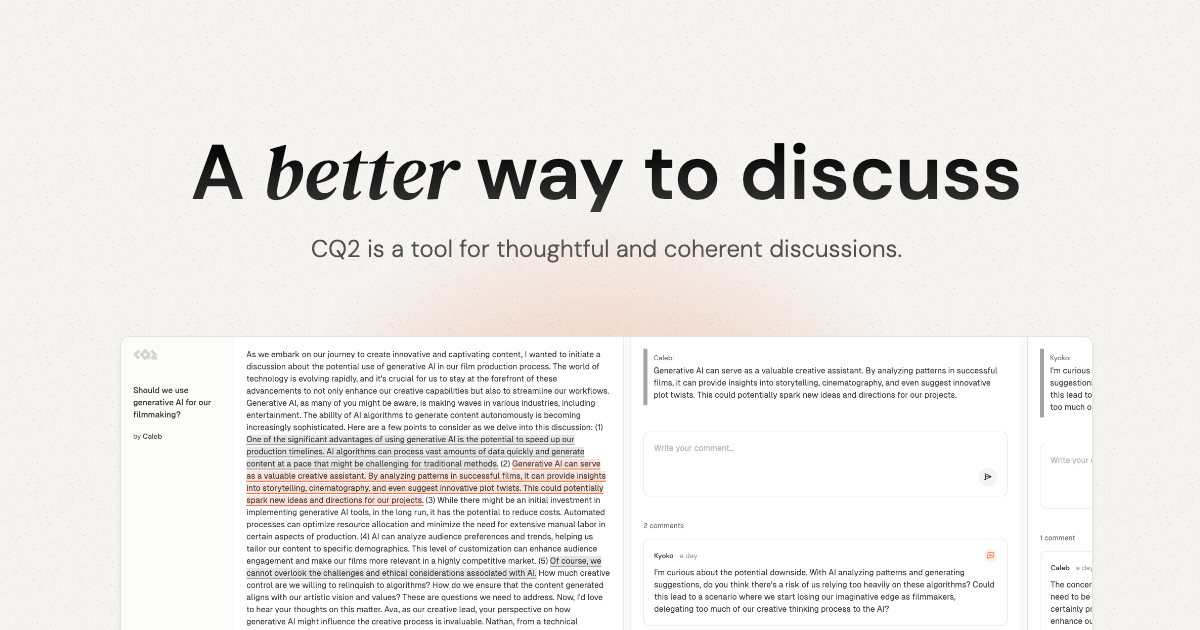 A better way to discuss
CQ2 is a tool for thoughtful and coherent discussions.
CQ2
Should we use
generative AI for our
filmmaking?
by Caleb
As we embark on our journey to create innovative and captivating content, I wanted to initiate a
discussion about the potential use of generative AI in our film production process. The world of
technology is evolving rapidly, and it's crucial for us to stay at the forefront of these
advancements to not only enhance our creative capabilities but also to streamline our workflows.
Generative AI, as many of you might be aware, is making waves in various industries, including
entertainment. The ability of AI algorithms to generate content autonomously is becoming
increasingly sophisticated. Here are a few points to consider as we delve into this discussion: (1)
One of the significant advantages of using generative AI is the potential to speed up our
production timelines. AI algorithms can process vast amounts of data quickly and generate
content at a pace that might be challenging for traditional methods. (2) Generative AI can serve
as a valuable creative assistant. By analyzing patterns in successful films, it can provide insights
into storytelling, cinematography, and even suggest innovative plot twists. This could potentially
spark new ideas and directions for our projects. (3) While there might be an initial investment in
implementing generative AI tools, in the long run, it has the potential to reduce costs. Automated
processes can optimize resource allocation and minimize the need for extensive manual labor in
certain aspects of production. (4) AI can analyze audience preferences and trends, helping us
tailor our content to specific demographics. This level of customization can enhance audience
engagement and make our films more relevant in a highly competitive market. (5) Of course, we
cannot overlook the challenges and ethical considerations associated with AI. How much creative
control are we willing to relinquish to algorithms? How do we ensure that the content generated
aligns with our artistic vision and values? These are questions we need to address. Now, I'd love
to hear your thoughts on this matter. Ava, as our creative lead, your perspective on how
generative AI might influence the creative process is invaluable. Nathan, from a technical
Caleb:
Generative AI can serve as a valuable creative assistant. By analyzing patterns in successful
films, it can provide insights into storytelling, cinematography, and even suggest innovative
plot twists. This could potentially spark new ideas and directions for our projects.
Write your comment...
2 comments
Kyoko a day
I'm curious about the potential downside. With AI analyzing patterns and generating
suggestions, do you think there's a risk of us relying too heavily on these algorithms? Could
this lead to a scenario where we start losing our imaginative edge as filmmakers,
delegating too much of our creative thinking process to the AI?
Kyoko:
I'm curious
suggestions
this lead to
too much o
Write your c
1 comment
Caleb a da
The concer
need to be
certainly pr
enhance ou